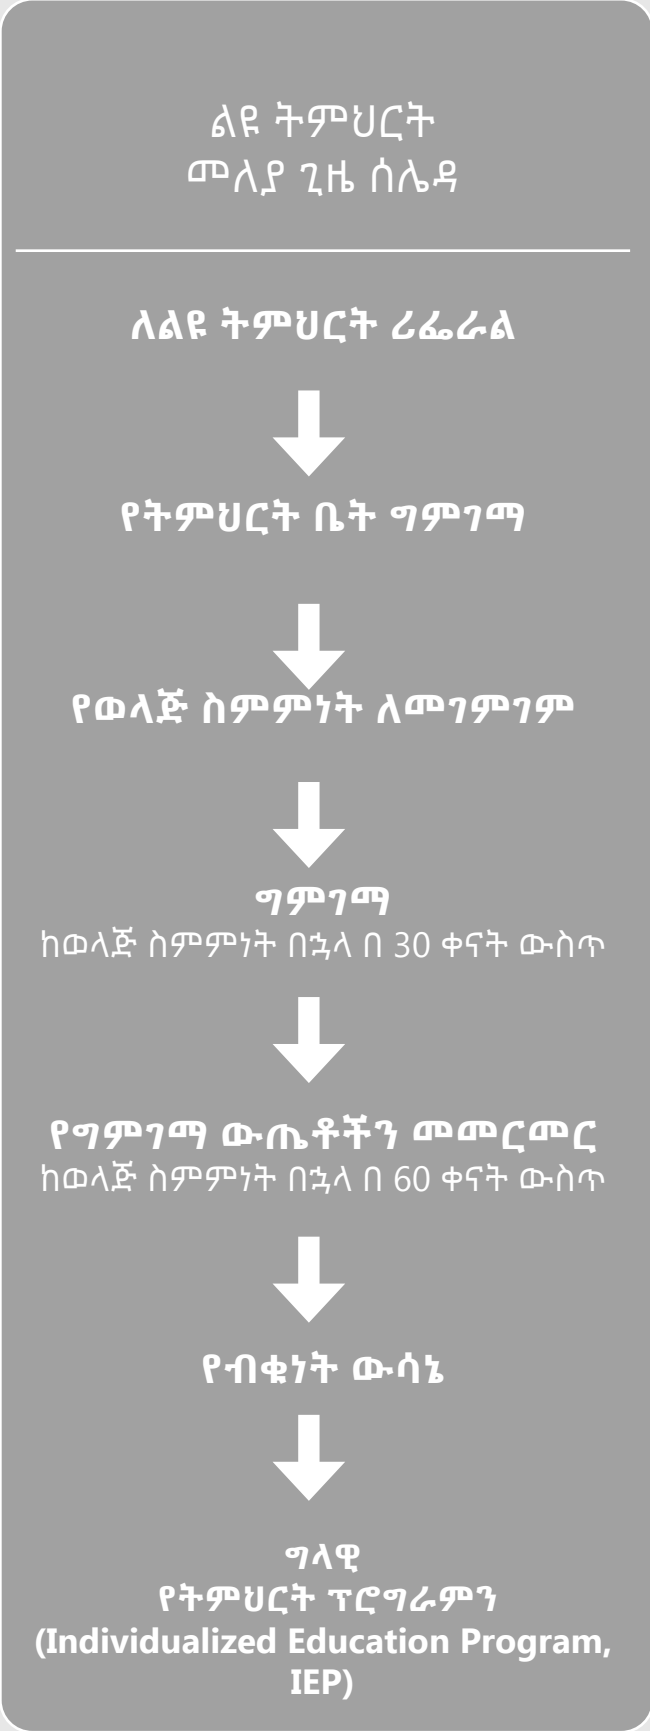 ልዩ ትምህርት
መለያ ጊዜ ሰሌዳ
ለልዩ ትምህርት ሪፌራል
የትምህርት ቤት ግምገማ
የወላጅ ስምምነት ለመገምገም
ግምገማ
ከወላጅ ስምምነት በኋላ በ 30 ቀናት ውስጥ
የግምገማ ውጤቶችን መመርመር
ከወላጅ ስምምነት በኋላ በ 60 ቀናት ውስጥ
የብቁነት ውሳኔ
ግላዊ
የትምህርት ፕሮግራምን
(Individualized Education Program,
IEP)